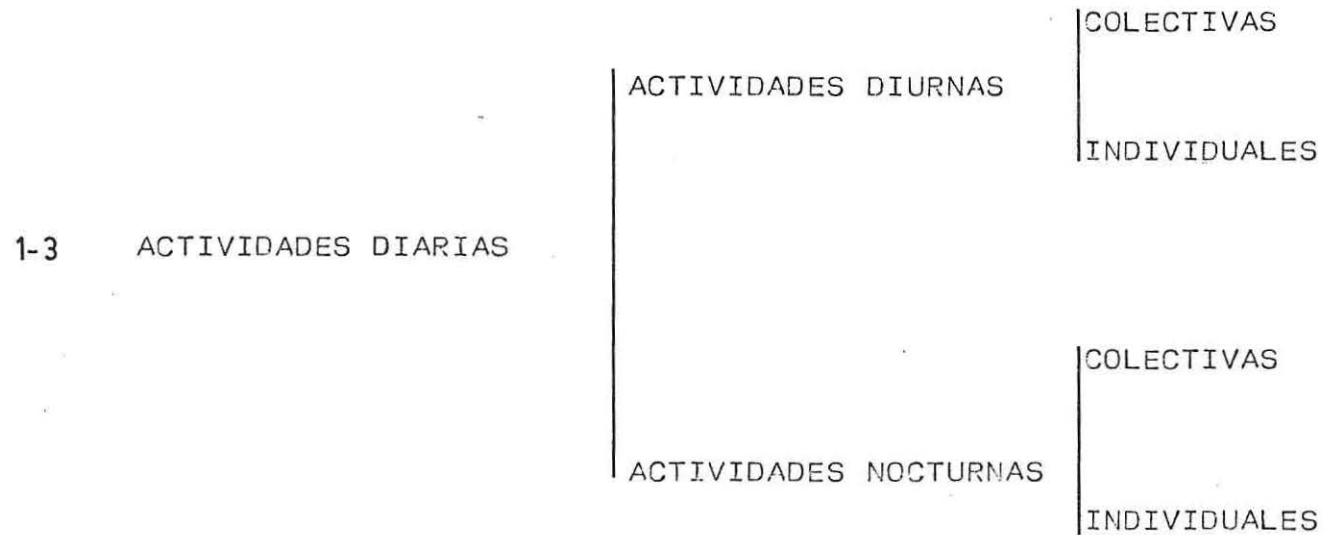 COLECTIVAS
ACTIVIDADES DIURNAS
INDIVIDUALES
1-3 ACTIVIDADES DIARIAS
COLECTIVAS
ACTIVIDADES NOCTURNAS
INDIVIDUALES